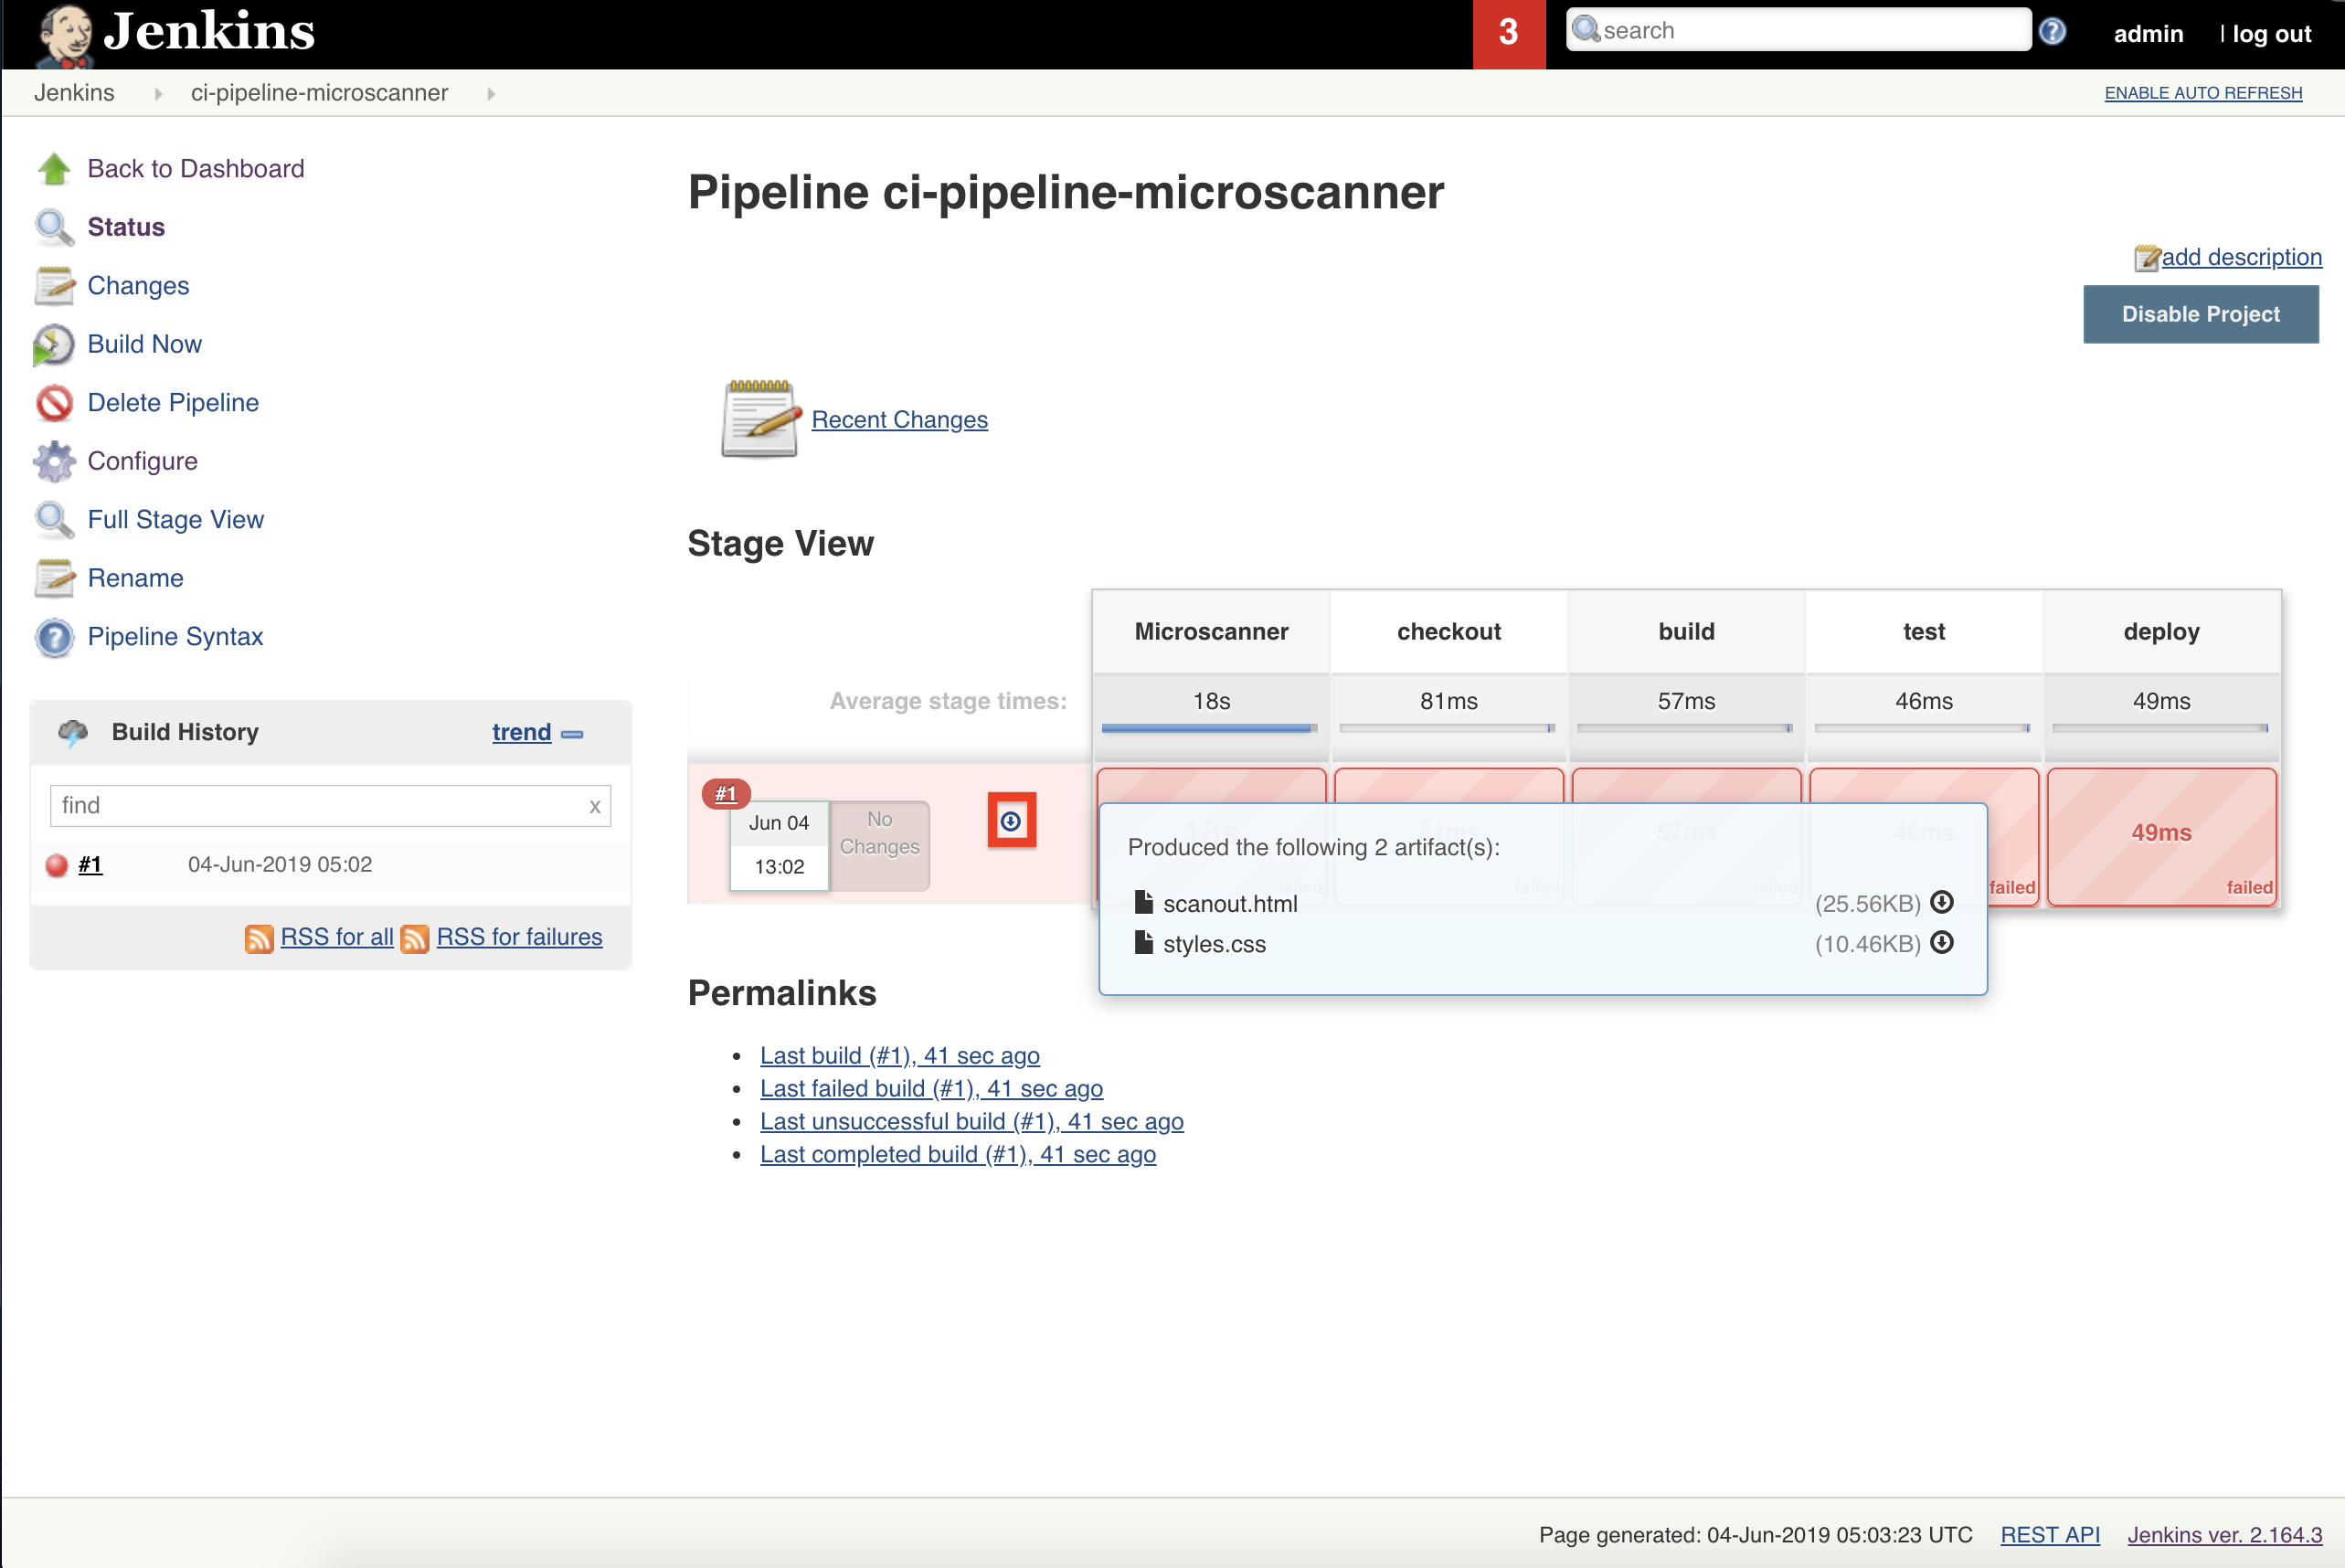 Jenkins
3
search
admin
| log out
Jenkins
ci-pipeline-microscanner
ENABLE AUTO REFRESH
Back to Dashboard
Status
Changes
Build Now
Delete Pipeline
Configure
Full Stage View
Rename
Pipeline Syntax
Build History
trend
find
x
#1
04-Jun-2019 05:02
RSS for all
RSS for failures
Pipeline ci-pipeline-microscanner
add description
Disable Project
Recent Changes
Stage View
Microscanner
checkout
build
test
deploy
Average stage times:
18s
81ms
57ms
46ms
49ms
#1
Jun 04
13:02
No
Changes
18s
81ms
57ms
46ms
49ms
failed
failed
failed
failed
failed
Produced the following 2 artifact(s):
scanout.html
(25.56KB)
styles.css
(10.46KB)
Permalinks
Last build (#1), 41 sec ago
Last failed build (#1), 41 sec ago
Last unsuccessful build (#1), 41 sec ago
Last completed build (#1), 41 sec ago
Page generated: 04-Jun-2019 05:03:23 UTC
REST API
Jenkins ver. 2.164.3